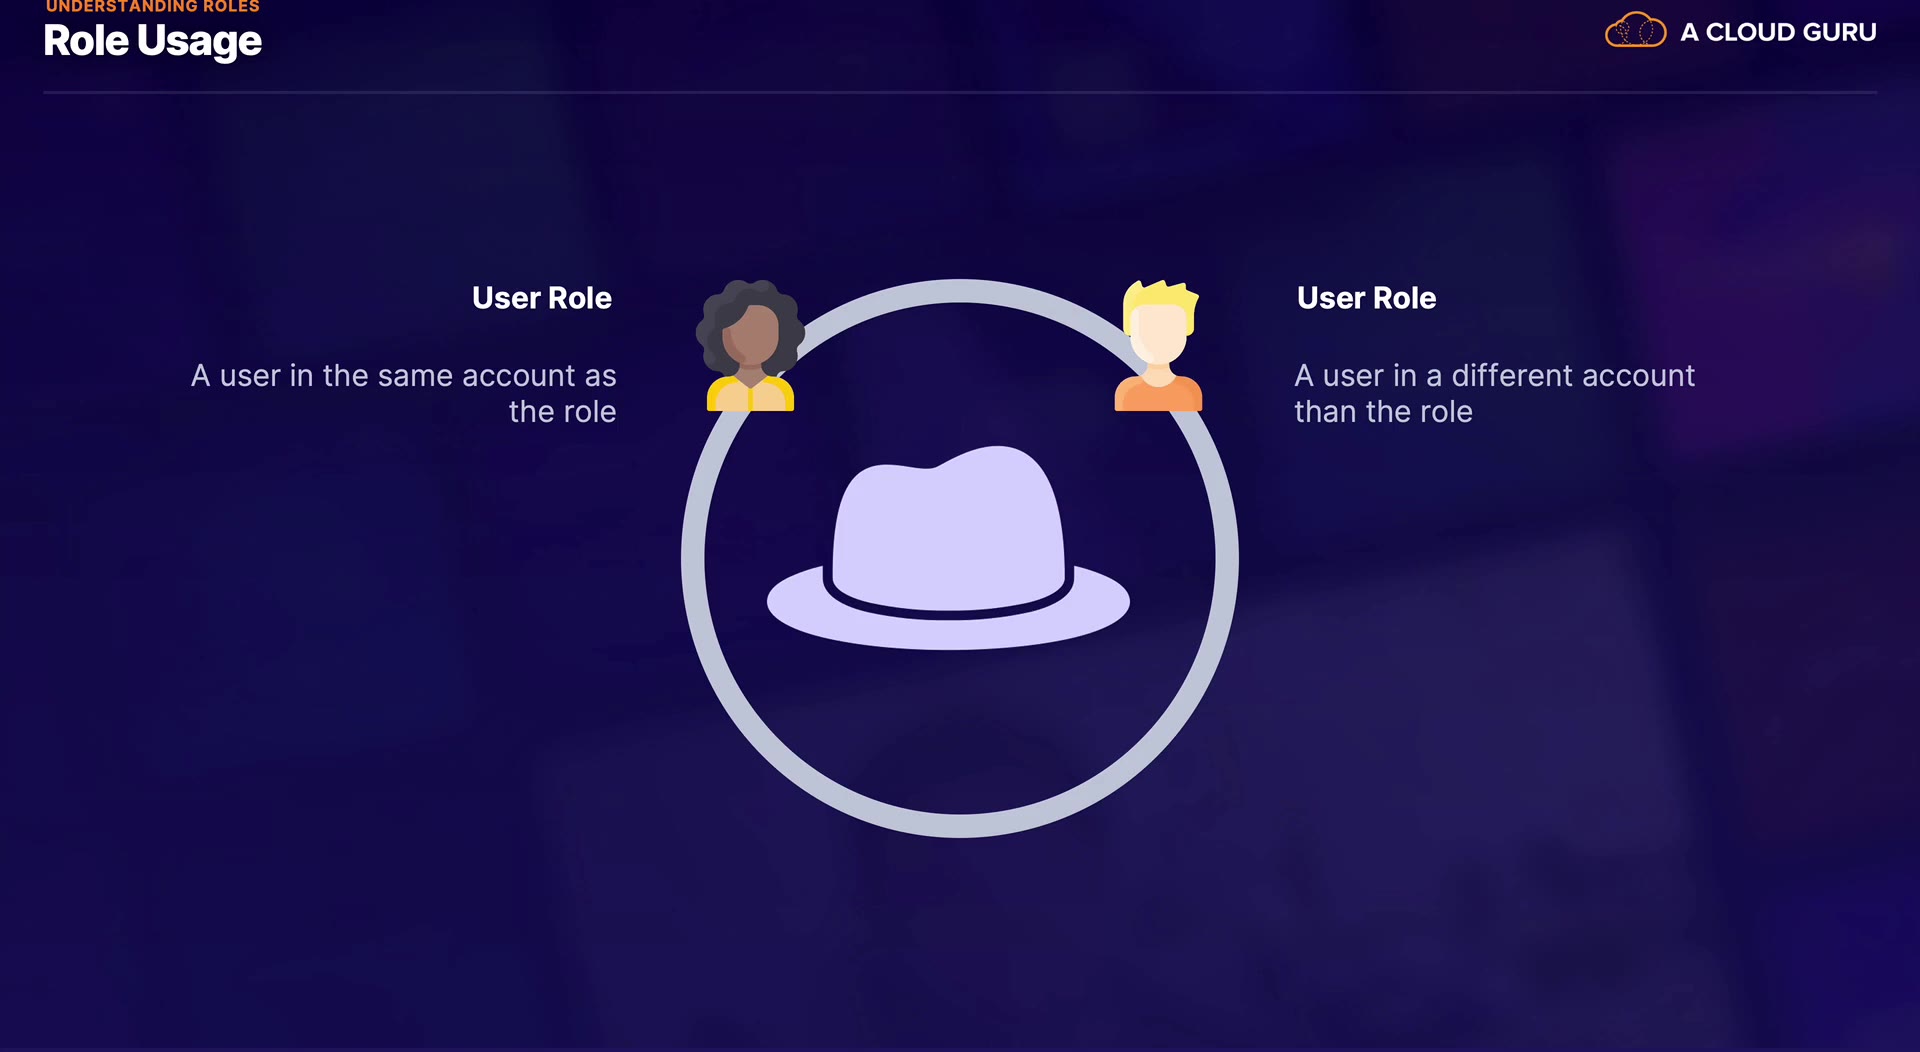 UNDERSTANDING ROLES
Role Usage
A CLOUD GURU
User Role
A user in the same account as
the role
User Role
A user in a different account
than the role